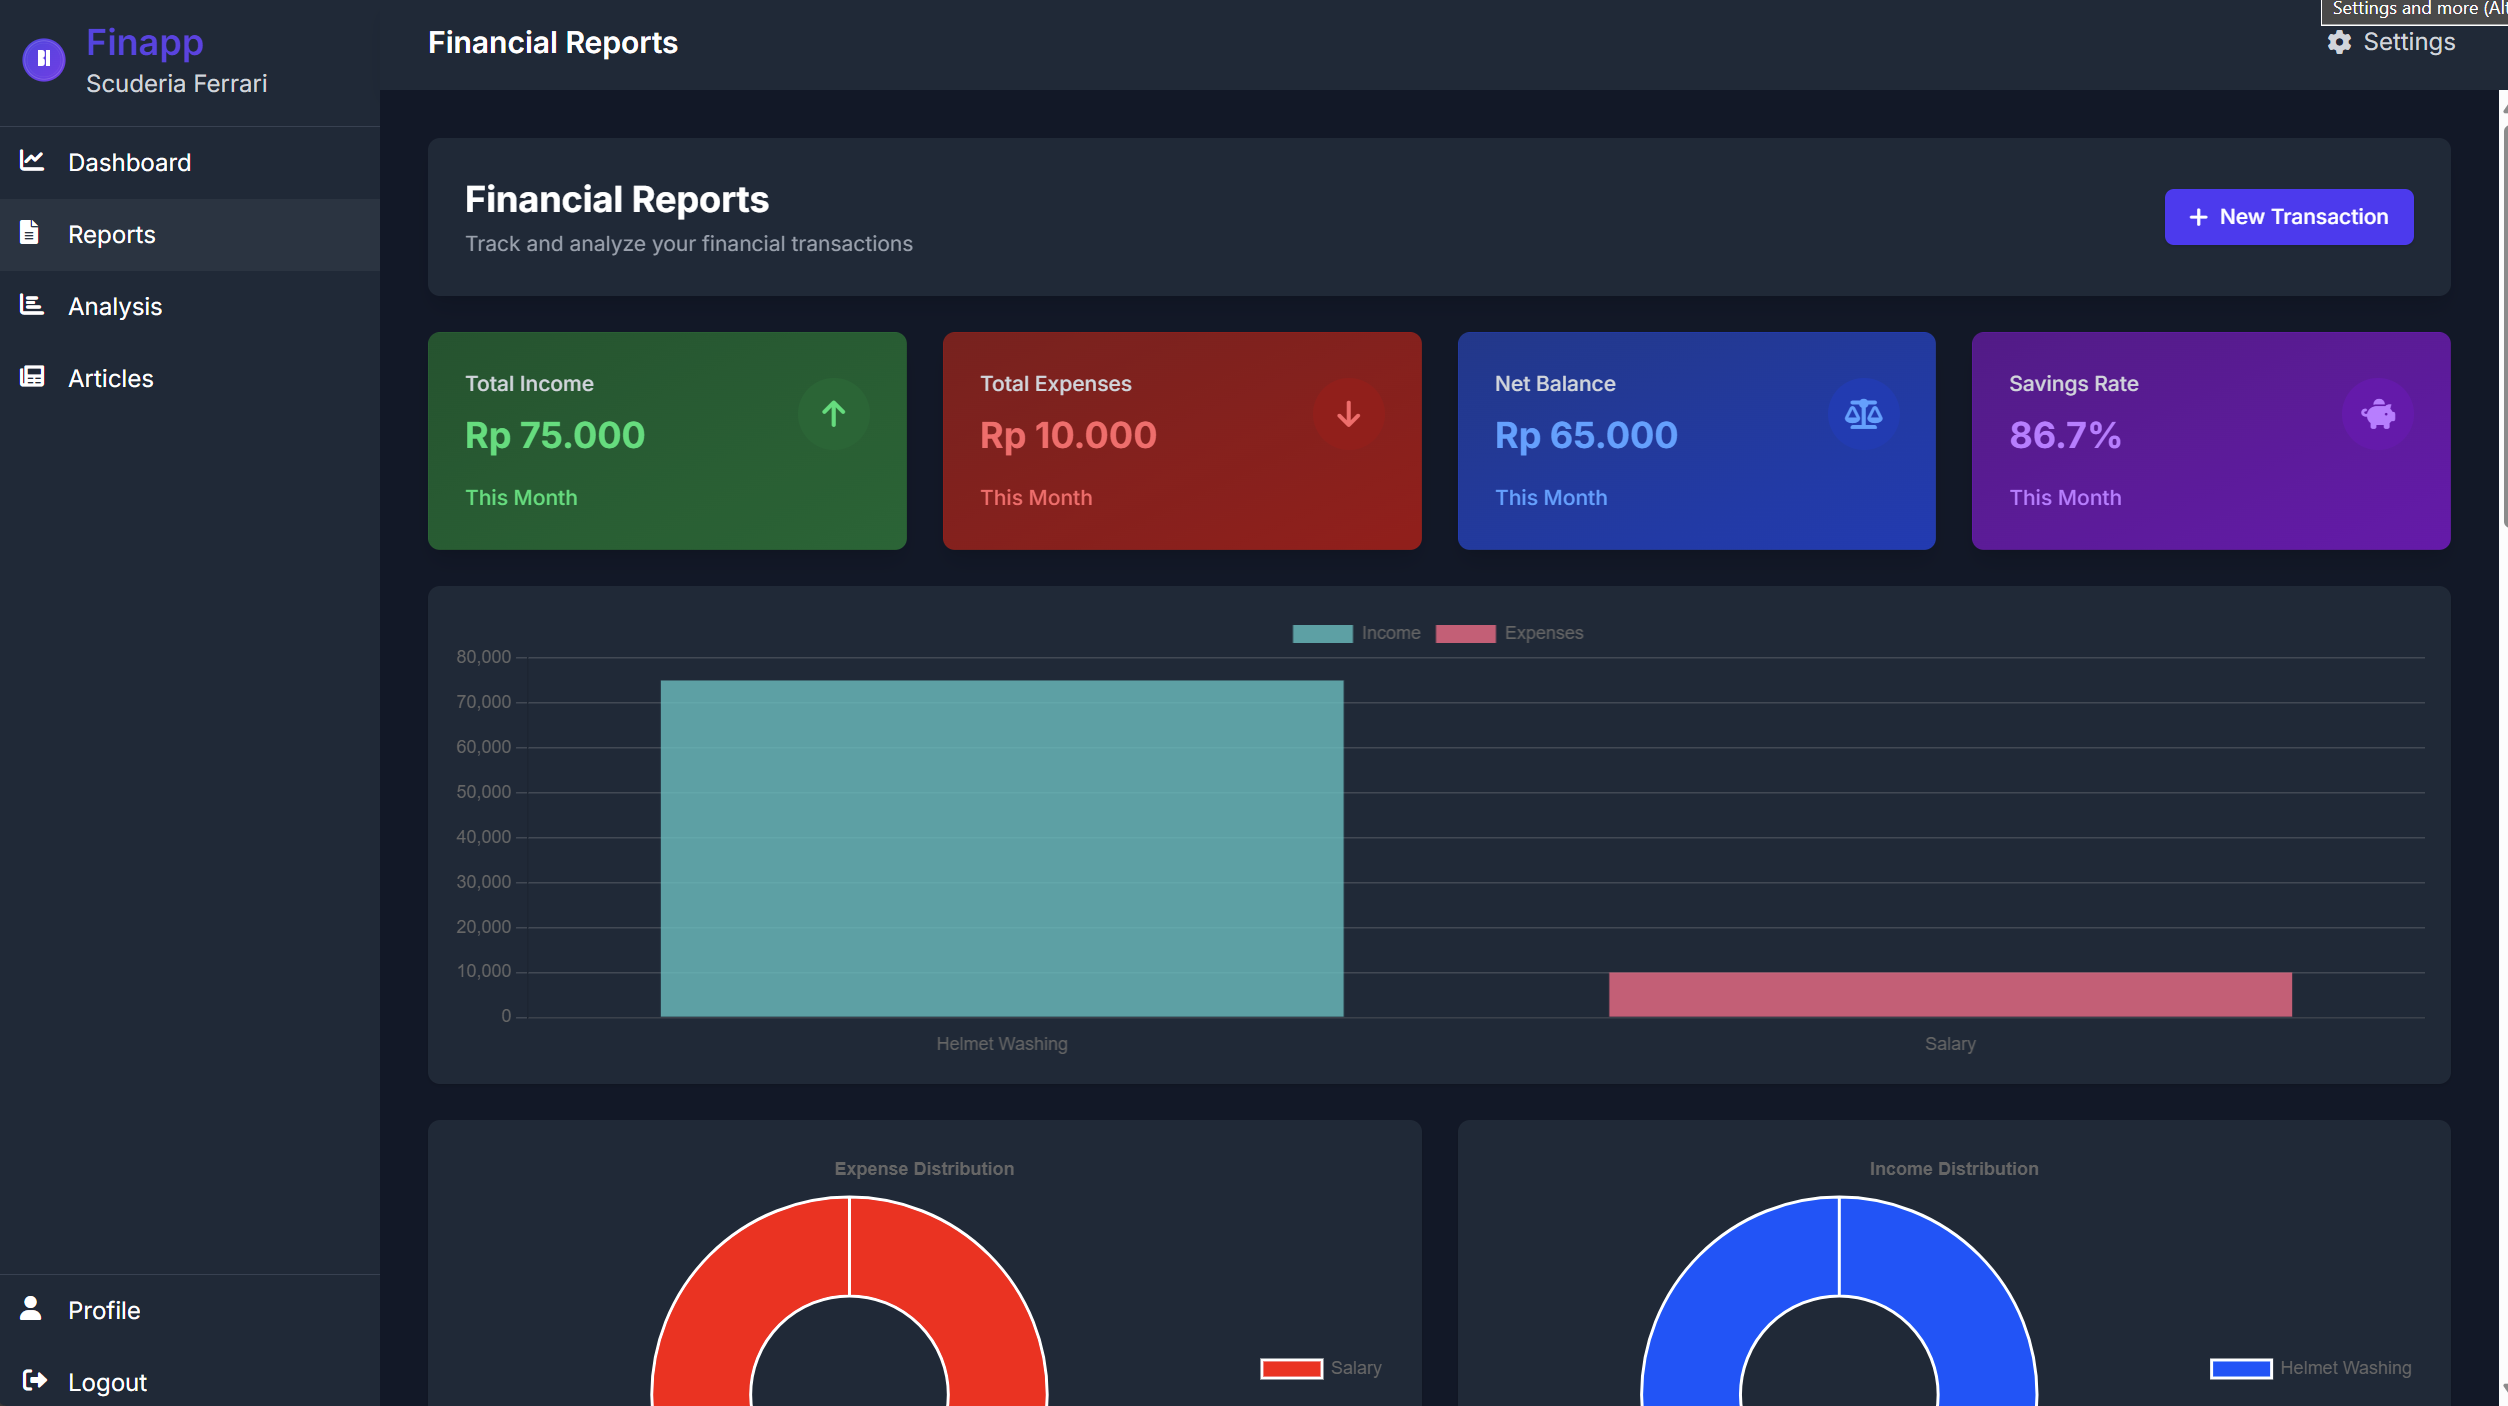 Finapp
Scuderia Ferrari
Dashboard
Reports
Analysis
Articles
Profile
Logout
Financial Reports
Settings and more (Alt
Settings
Financial Reports
Track and analyze your financial transactions
+ New Transaction
Total Income
Rp 75.000
This Month
Total Expenses
Rp 10.000
This Month
Net Balance
Rp 65.000
This Month
Savings Rate
86.7%
This Month
Income Expenses
80,000
70,000
60,000
50,000
40,000
30,000
20,000
10,000
0
Helmet Washing Salary
Expense Distribution
Salary
Income Distribution
Helmet Washing